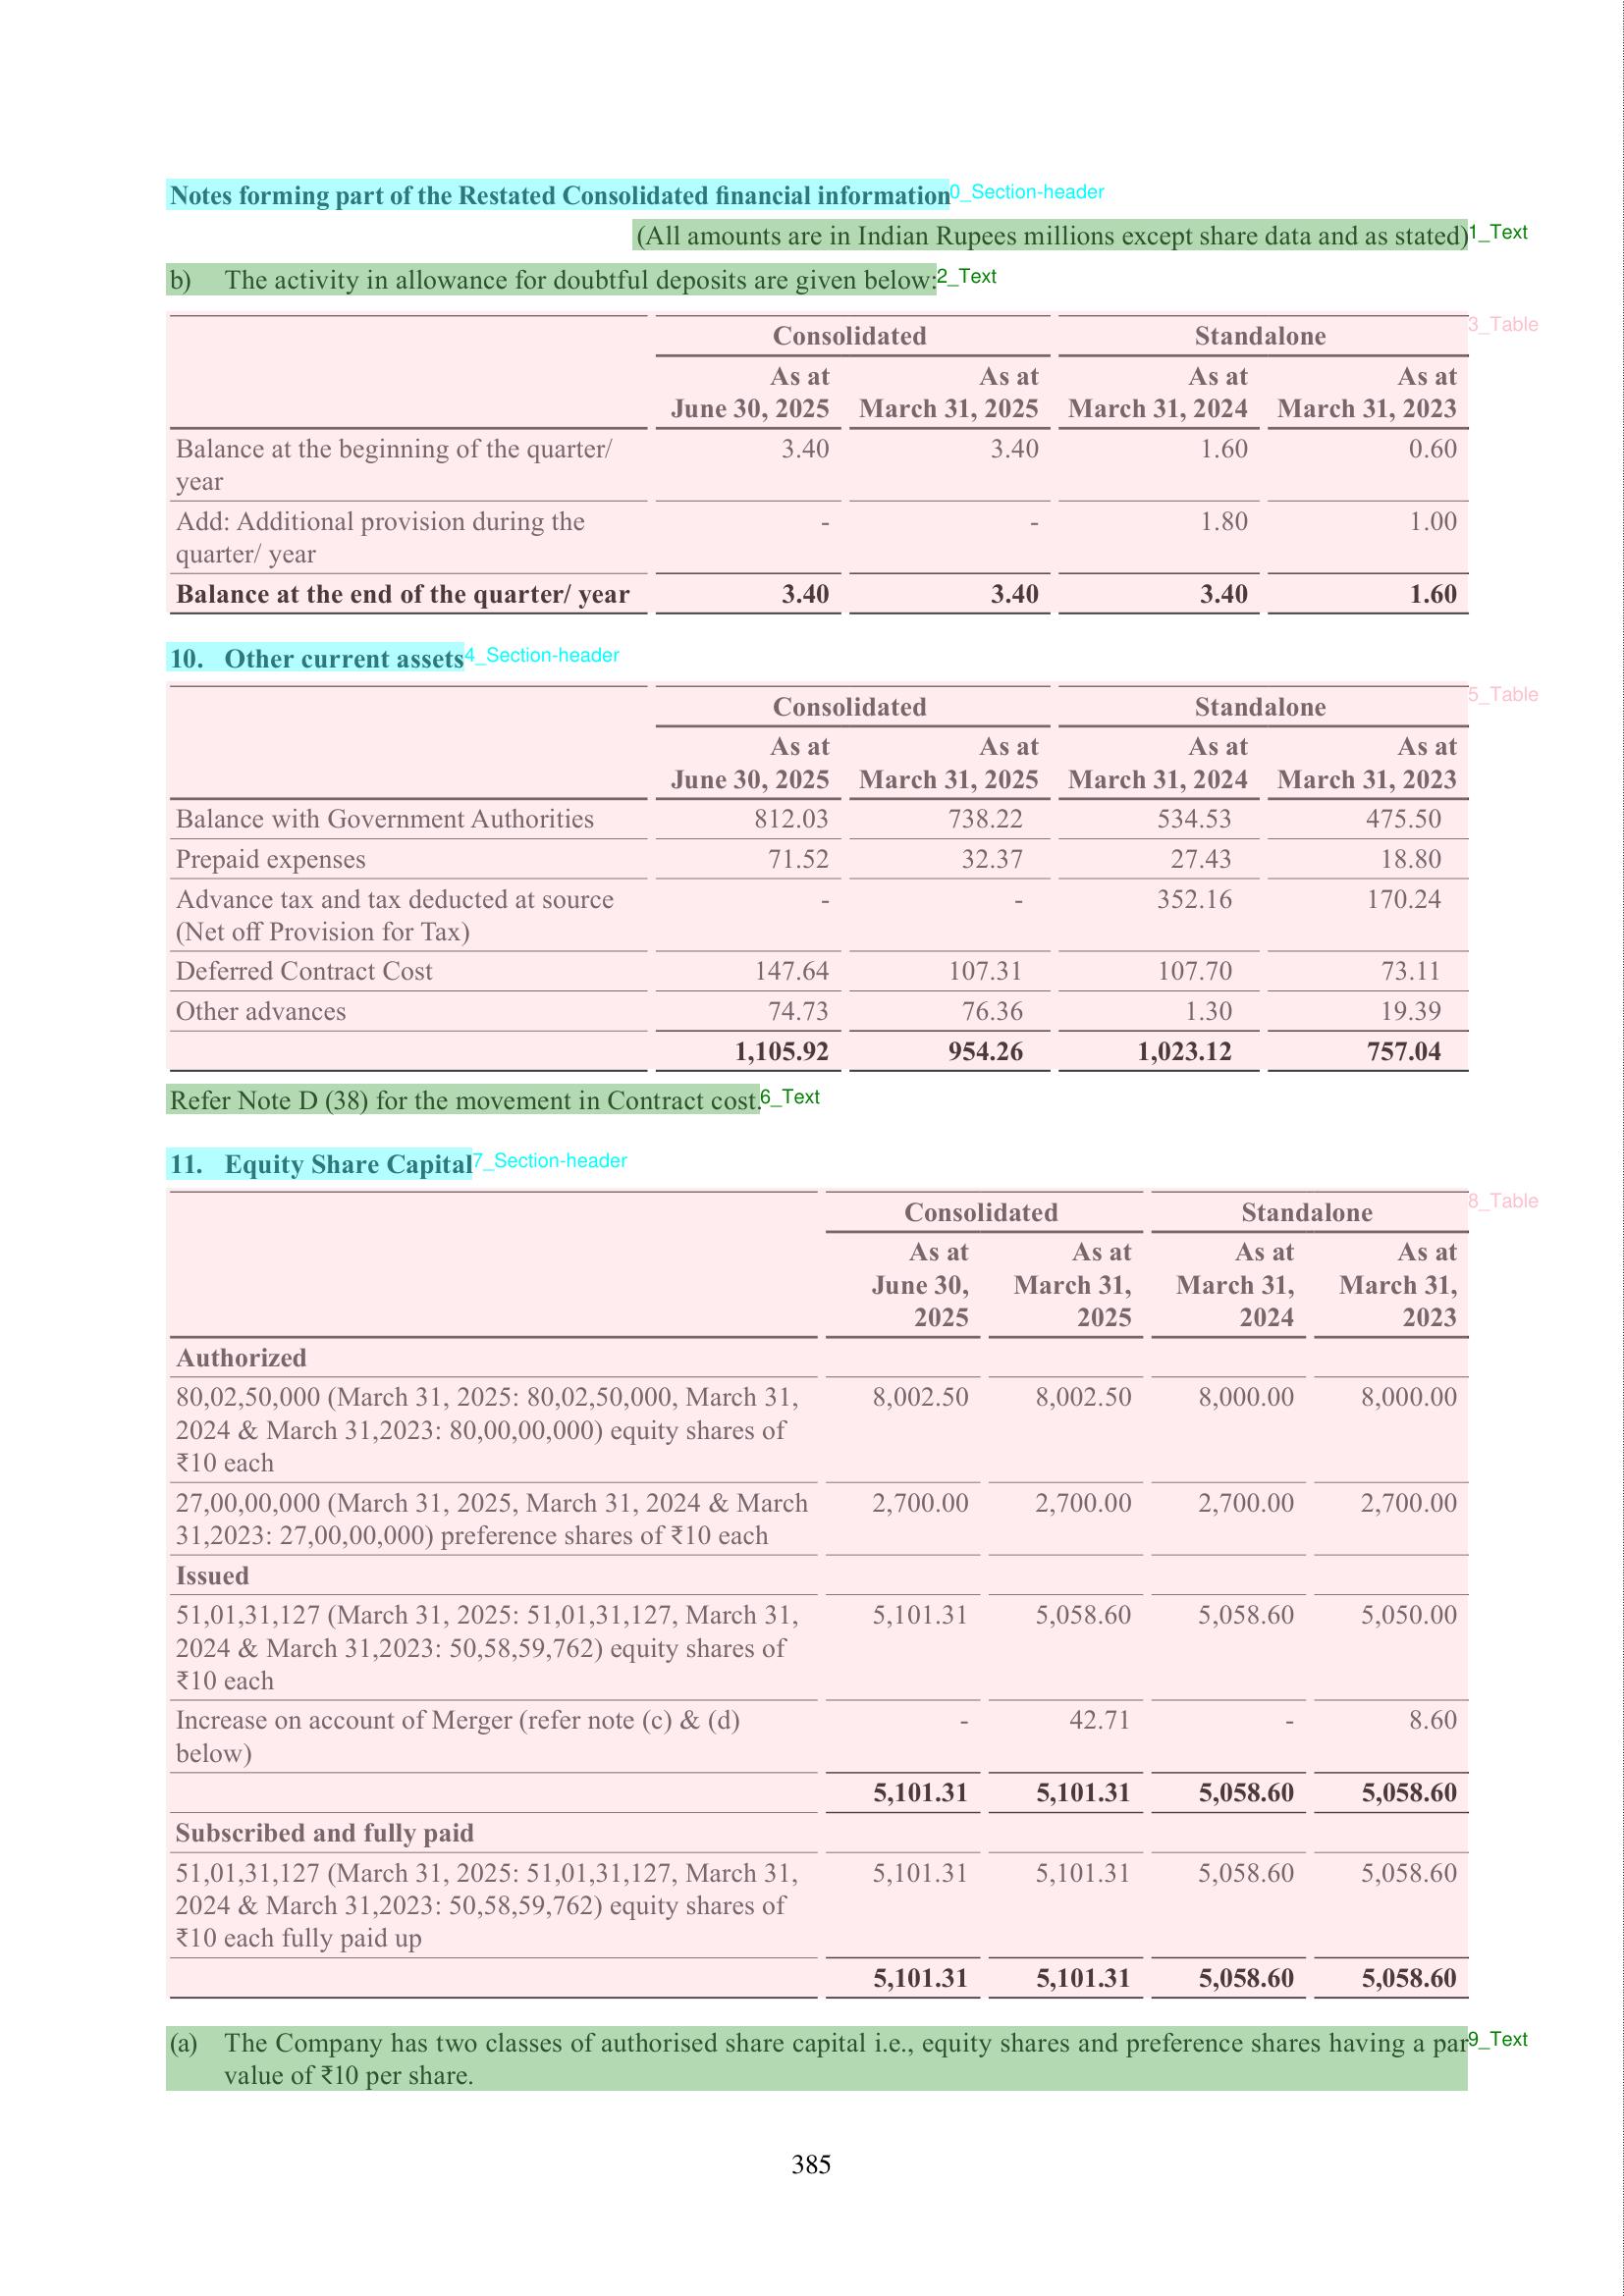 Notes forming part of the Restated Consolidated financial information 0_Section-header
(All amounts are in Indian Rupees millions except share data and as stated) 1_Text
b) The activity in allowance for doubtful deposits are given below: 2_Text
3_Table
Consolidated Standalone
As at As at As at As at
June 30, 2025 March 31, 2025 March 31, 2024 March 31, 2023
Balance at the beginning of the quarter/ 3.40 3.40 1.60 0.60
year
Add: Additional provision during the - - 1.80 1.00
quarter/ year
Balance at the end of the quarter/ year 3.40 3.40 3.40 1.60
10. Other current assets 4_Section-header
5_Table
Consolidated Standalone
As at As at As at As at
June 30, 2025 March 31, 2025 March 31, 2024 March 31, 2023
Balance with Government Authorities 812.03 738.22 534.53 475.50
Prepaid expenses 71.52 32.37 27.43 18.80
Advance tax and tax deducted at source - - 352.16 170.24
(Net off Provision for Tax)
Deferred Contract Cost 147.64 107.31 107.70 73.11
Other advances 74.73 76.36 1.30 19.39
1,105.92 954.26 1,023.12 757.04
Refer Note D (38) for the movement in Contract cost. 6_Text
11. Equity Share Capital 7_Section-header
8_Table
Consolidated Standalone
As at As at As at As at
June 30, March 31, March 31, March 31,
2025 2025 2024 2023
Authorized
80,02,50,000 (March 31, 2025: 80,02,50,000, March 31, 8,002.50 8,002.50 8,000.00 8,000.00
2024 & March 31,2023: 80,00,00,000) equity shares of
₹10 each
27,00,00,000 (March 31, 2025, March 31, 2024 & March 2,700.00 2,700.00 2,700.00 2,700.00
31,2023: 27,00,00,000) preference shares of ₹10 each
Issued
51,01,31,127 (March 31, 2025: 51,01,31,127, March 31, 5,101.31 5,058.60 5,058.60 5,050.00
2024 & March 31,2023: 50,58,59,762) equity shares of
₹10 each
Increase on account of Merger (refer note (c) & (d) - 42.71 - 8.60
below)
5,101.31 5,101.31 5,058.60 5,058.60
Subscribed and fully paid
51,01,31,127 (March 31, 2025: 51,01,31,127, March 31, 5,101.31 5,101.31 5,058.60 5,058.60
2024 & March 31,2023: 50,58,59,762) equity shares of
₹10 each fully paid up
5,101.31 5,101.31 5,058.60 5,058.60
(a) The Company has two classes of authorised share capital i.e., equity shares and preference shares having a par 9_Text
value of ₹10 per share.
385